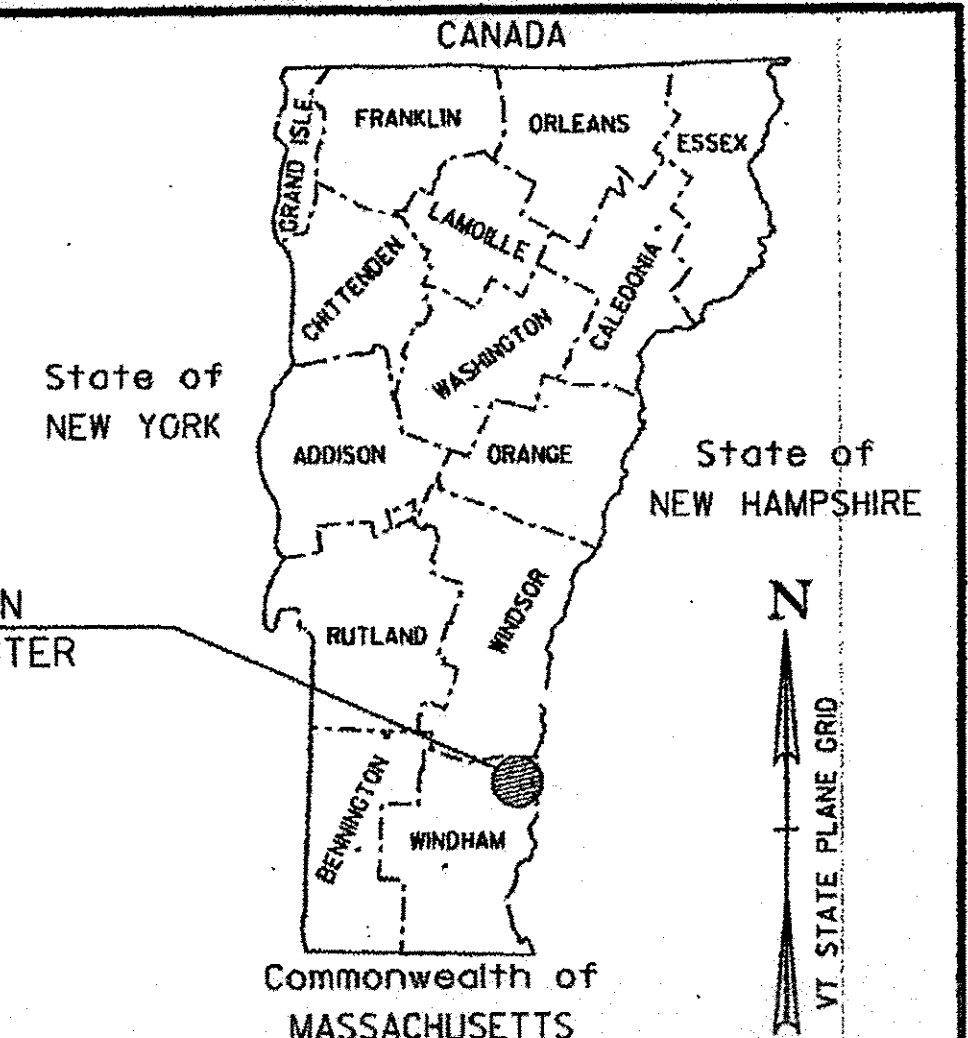 CANADA
GRAND ISLE
FRANKLIN
ORLEANS
ESSEX
LAMOILLE
CHITTENDEN
CALEDONIA
WASHINGTON
State of
NEW YORK
ADDISON
ORANGE
State of
NEW HAMPSHIRE
N
TER
RUTLAND
WINDSOR
N
VT STATE PLANE GRID
BENNINGTON
WINDHAM
Commonwealth of
MASSACHUSETTS